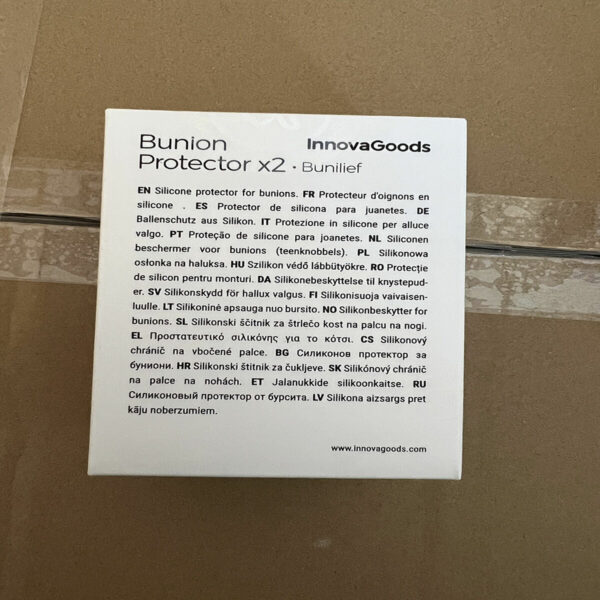 Bunion InnovaGoods
Protector x2 · Bunilief
EN Silicone protector for bunions. FR Protecteur d'oignons en
silicone . ES Protector de silicona para juanetes. DE
Ballenschutz aus Silikon. IT Protezione in silicone per alluce
valgo. PT Proteção de silicone para joanetes. NL Siliconen
beschermer voor bunions (teenknobbels). PL Silikonowa
osłonka na haluksa. HU Szilikon védő lábbütyökre. RO Protecție
de silicon pentru monturi. DA Silikonebeskyttelse til knystepud-
er. SV Silikonskydd för hallux valgus. FI Silikonisuoja vaivaisen-
luulle. LT Silikoninė apsauga nuo bursito. NO Silikonbeskytter for
bunions. SL Silikonski ščitnik za štrlečo kost na palcu na nogi.
EL Προστατευτικό σιλικόνης για το κότσι. CS Silikonový
chránič na vbočené palce. BG Силиконов протектор за
буниони. HR Silikonski štitnik za čukljeve. SK Silikónový chránič
na palce na nohách. ET Jalanukkide silikoonkaitse. RU
Силиконовый протектор от бурсита. LV Silikona aizsargs pret
kāju noberzumiem.
www.innovagoods.com